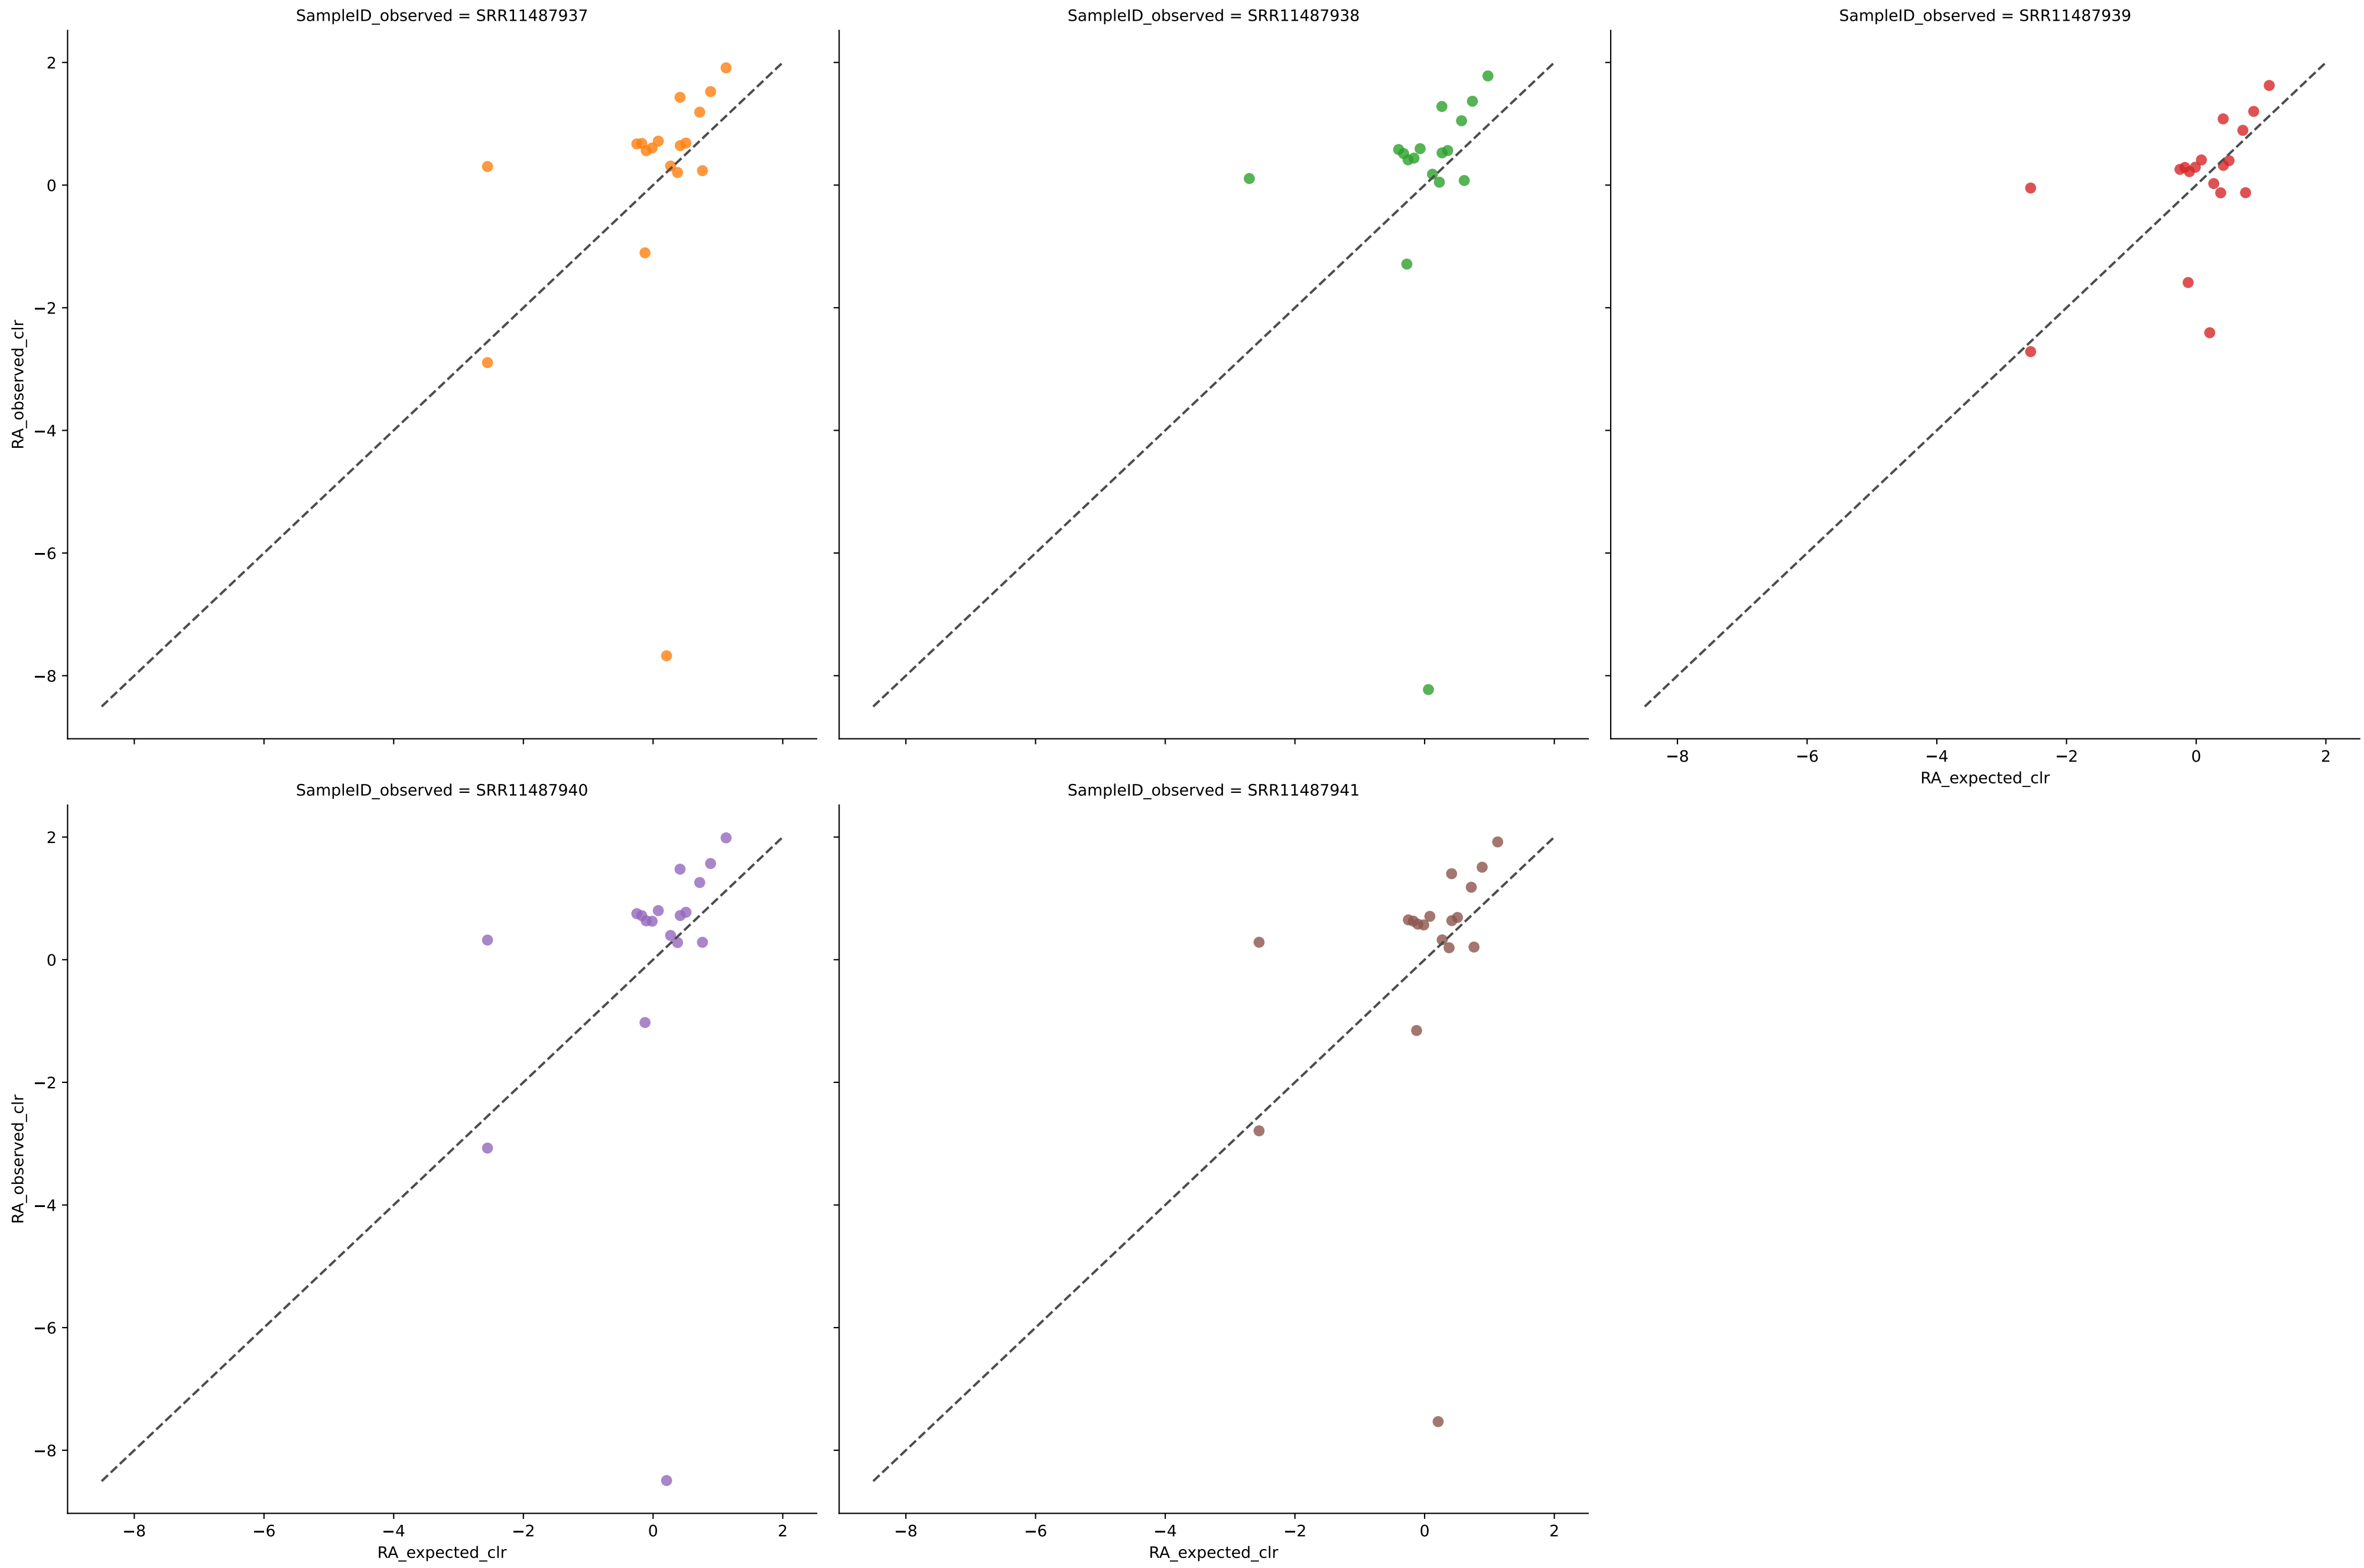 SampleID_observed = SRR11487937
SampleID_observed = SRR11487938
SampleID_observed = SRR11487939
2
0
−2
−4
−6
−8
RA_observed_clr
−8 −6 −4 −2 0 2
RA_expected_clr
SampleID_observed = SRR11487940
SampleID_observed = SRR11487941
2
0
−2
−4
−6
−8
RA_observed_clr
−8 −6 −4 −2 0 2
RA_expected_clr
−8 −6 −4 −2 0 2
RA_expected_clr